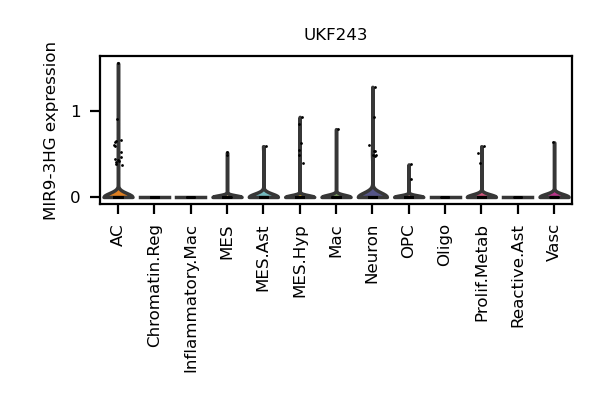 UKF243
MIR9-3HG expression
1
0
AC
Chromatin.Reg
Inflammatory.Mac
MES
MES.Ast
MES.Hyp
Mac
Neuron
OPC
Oligo
Prolif.Metab
Reactive.Ast
Vasc